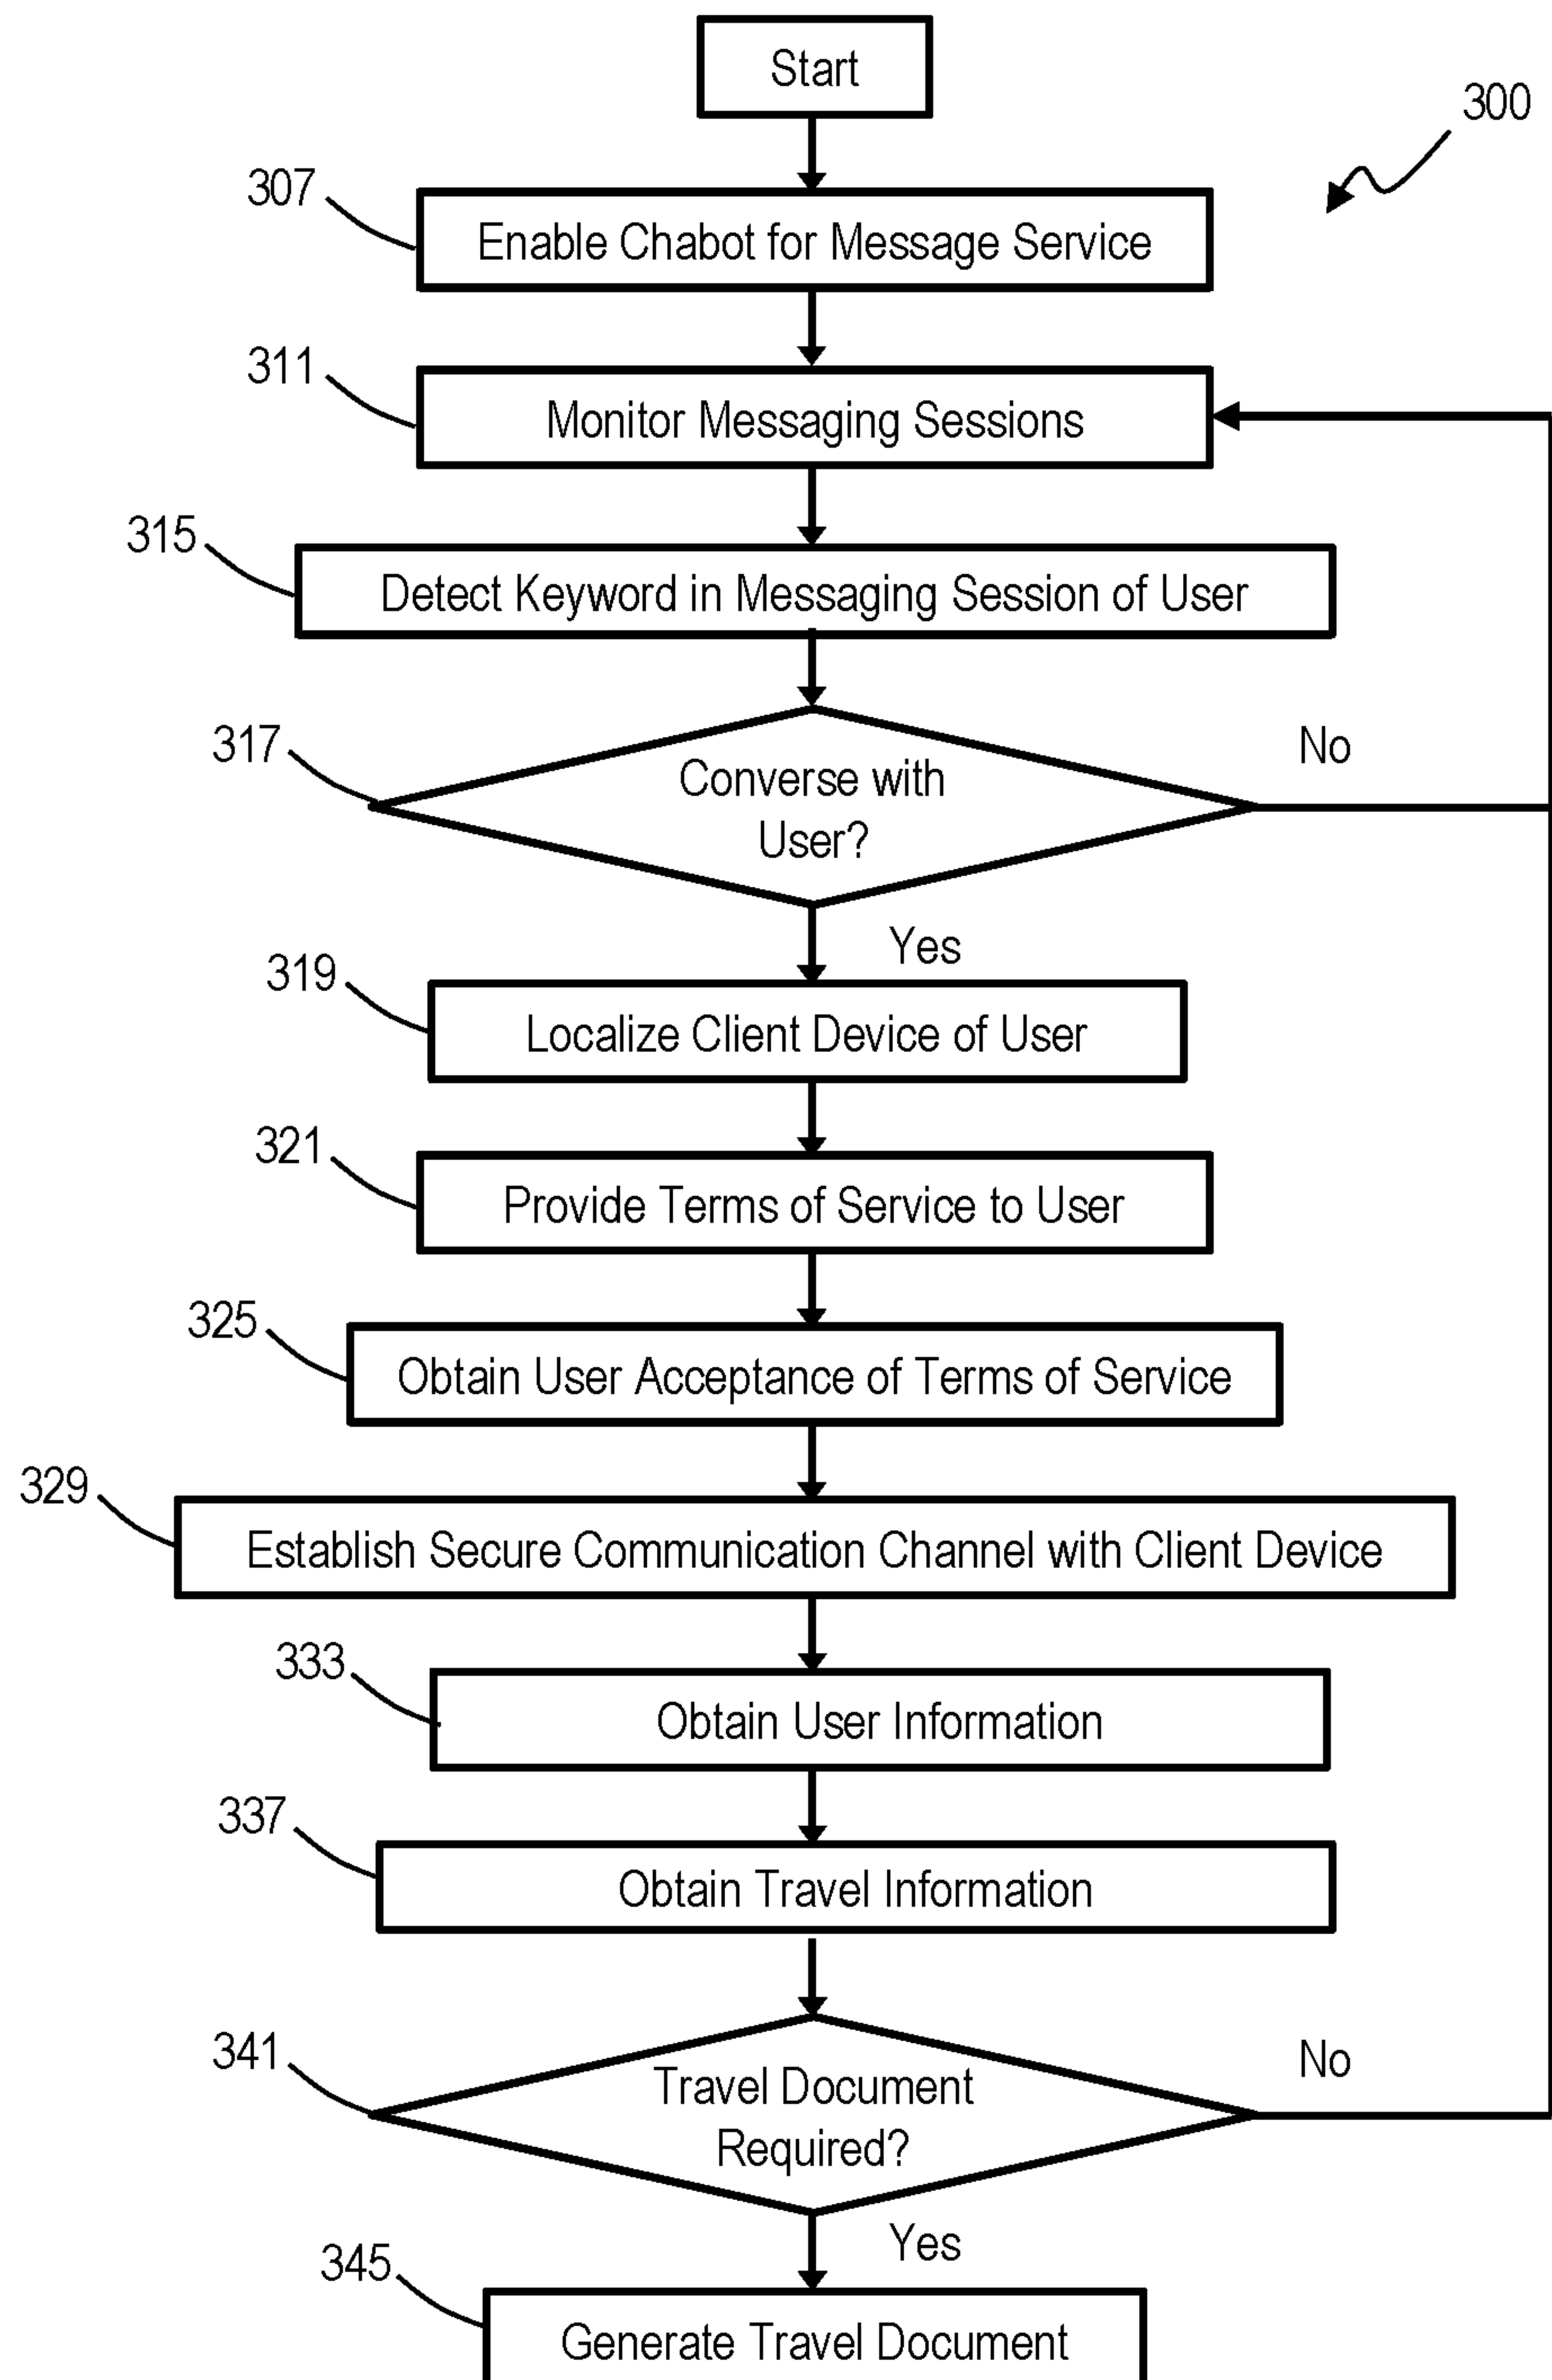 Start
300
307
Enable Chabot for Message Service
311
Monitor Messaging Sessions
315
Detect Keyword in Messaging Session of User
317
Converse with
User?
No
Yes
319
Localize Client Device of User
321
Provide Terms of Service to User
325
Obtain User Acceptance of Terms of Service
329
Establish Secure Communication Channel with Client Device
333
Obtain User Information
337
Obtain Travel Information
341
Travel Document
Required?
No
Yes
345
Generate Travel Document